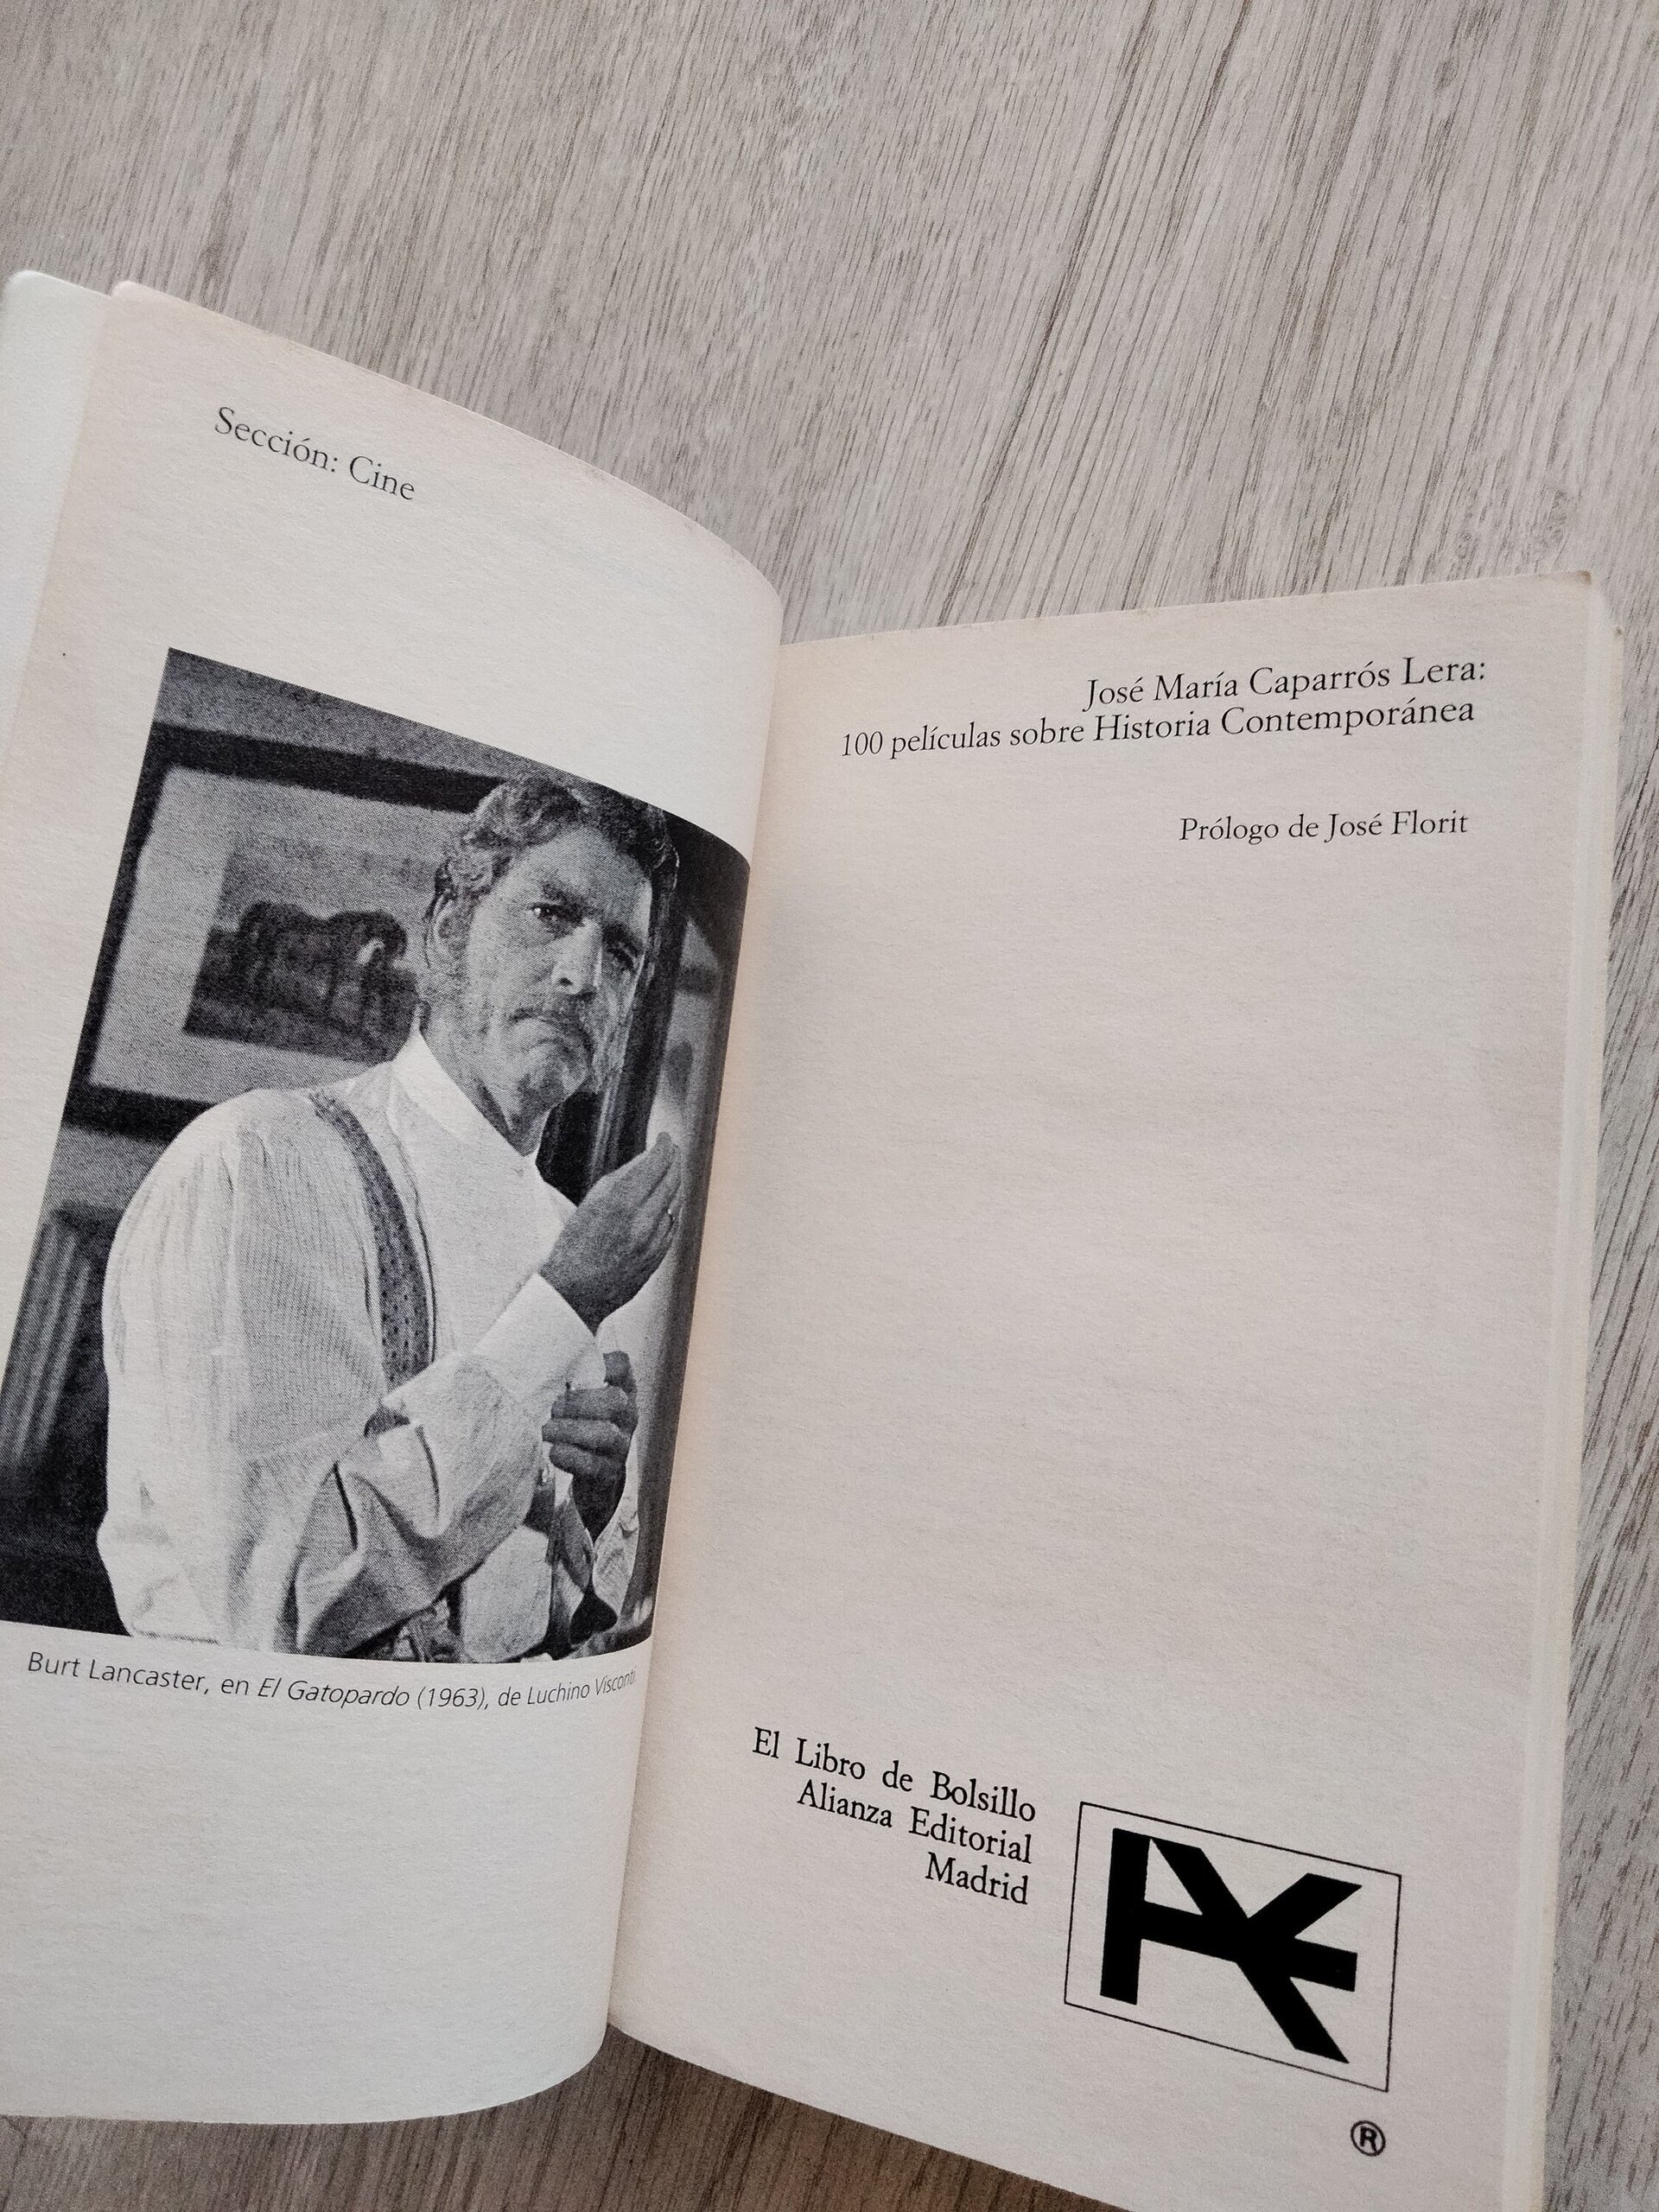 Sección: Cine
Burt Lancaster, en El Gatopardo (1963), de Luchino Visconti.
José María Caparrós Lera:
100 películas sobre Historia Contemporánea
Prólogo de José Florit
El Libro de Bolsillo
Alianza Editorial
Madrid
®